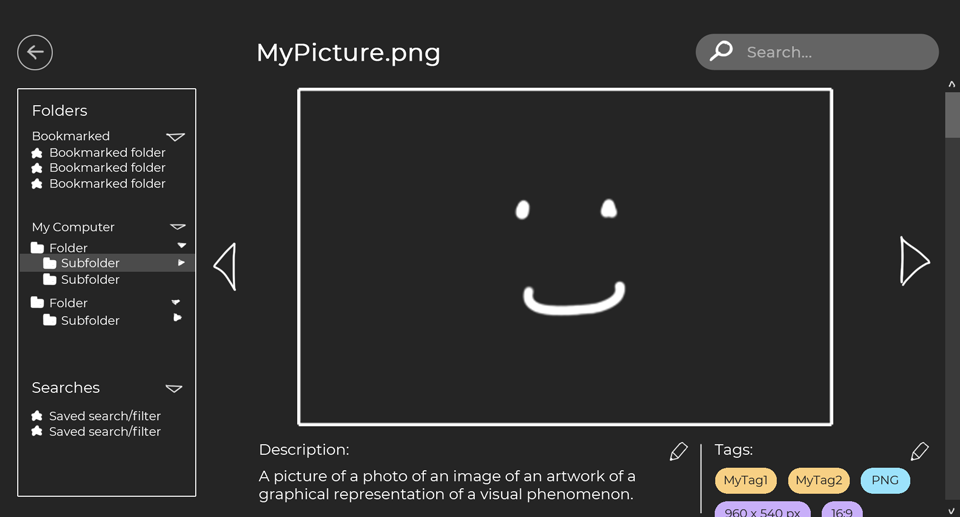 MyPicture.png
Search...
Folders
Bookmarked
Bookmarked folder
Bookmarked folder
Bookmarked folder
My Computer
Folder
Subfolder
Subfolder
Folder
Subfolder
Searches
Saved search/filter
Saved search/filter
Description:
A picture of a photo of an image of an artwork of a
graphical representation of a visual phenomenon.
Tags:
MyTag1 MyTag2 PNG
960 x 540 px 16:9